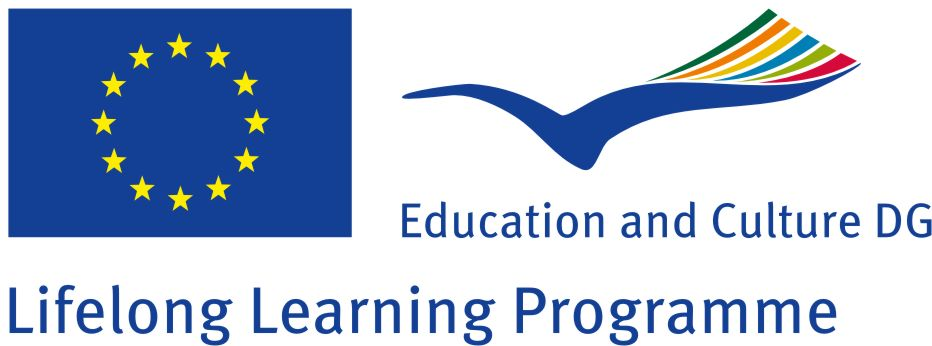 Education and Culture DG
Lifelong Learning Programme